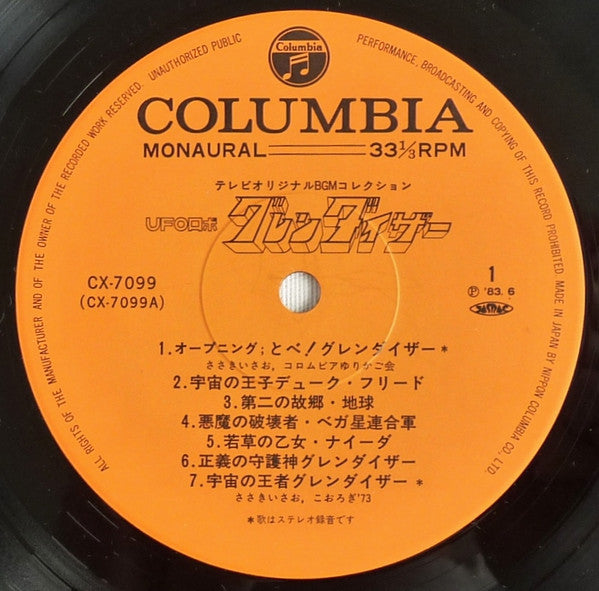 ALL RIGHTS OF THE MANUFACTURER AND OF THE OWNER OF THE RECORDED WORK RESERVED. UNAUTHORIZED PUBLIC PERFORMANCE, BROADCASTING AND COPYING OF THIS RECORD PROHIBITED. MADE IN JAPAN BY NIPPON COLUMBIA CO., LTD.
Columbia
COLUMBIA
MONAURAL 33 1/3 RPM
テレビオリジナルBGMコレクション
UFOロボ グレンダイザー
CX-7099
(CX-7099A)
1
Ⓟ '83.6
JASRAC
1.オープニング;とべ!グレンダイザー*
ささきいさお,コロムビアゆりかご会
2.宇宙の王子デューク・フリード
3.第二の故郷・地球
4.悪魔の破壊者・ベガ星連合軍
5.若草の乙女・ナイーダ
6.正義の守護神グレンダイザー
7.宇宙の王者グレンダイザー*
ささきいさお,こおろぎ'73
*歌はステレオ録音です